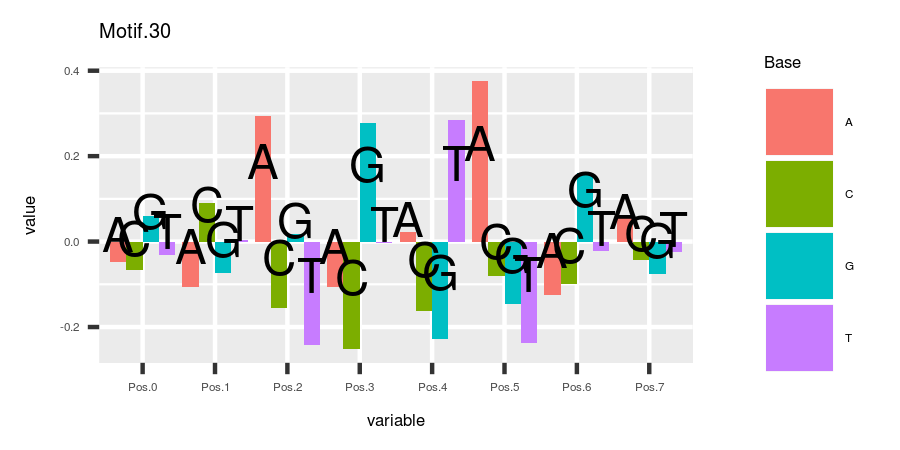 Motif.30
Base
A
C
G
T
value
0.4
0.2
0.0
-0.2
A C G T A C G T A C G T A C G T A C G T A C G T A C G T A C G T
Pos.0 Pos.1 Pos.2 Pos.3 Pos.4 Pos.5 Pos.6 Pos.7
variable